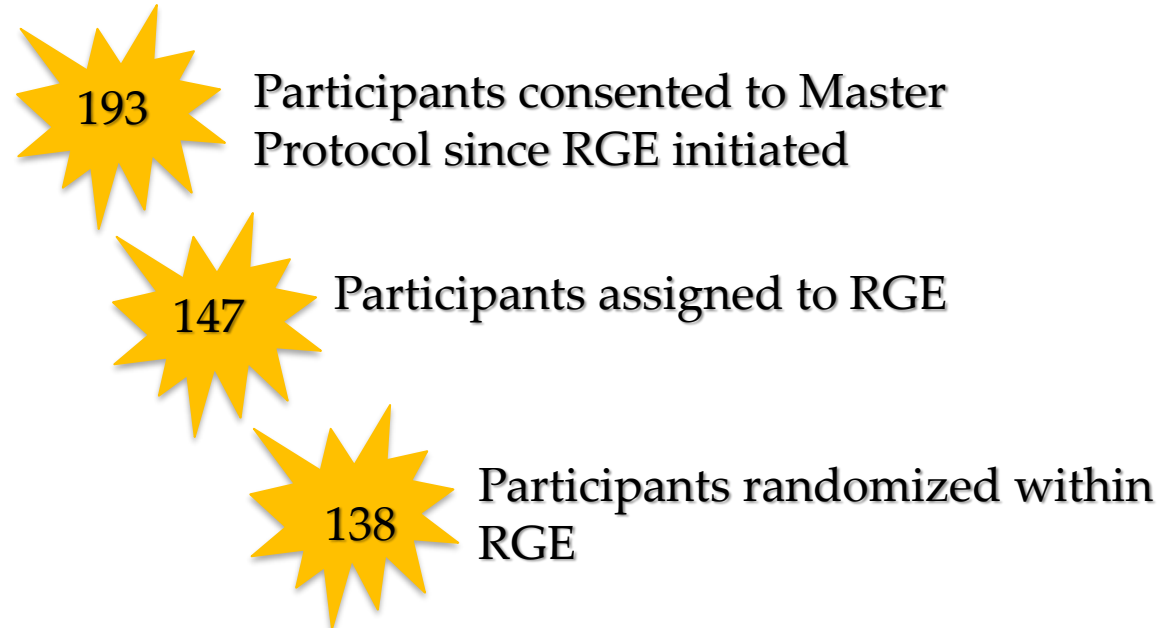 193
Participants consented to Master
Protocol since RGE initiated
147
Participants assigned to RGE
138
Participants randomized within
RGE